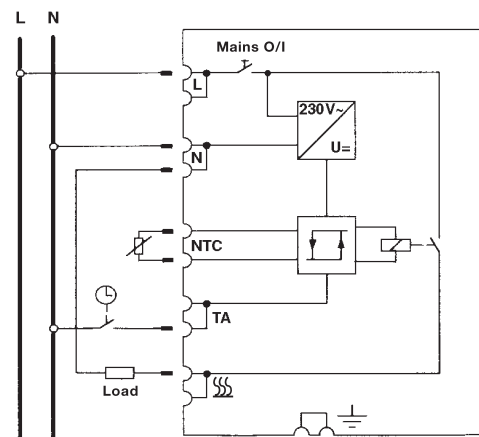 L N
Mains O/I
L
230V~
U=
N
NTC
TA
Load